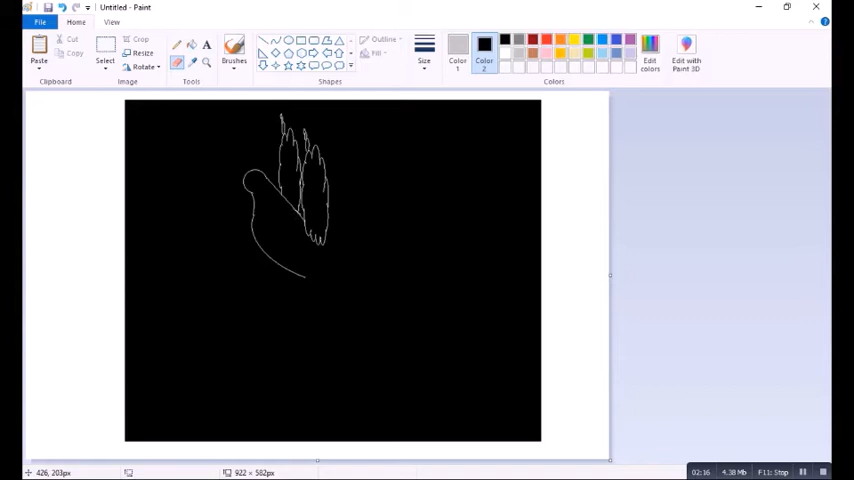 Untitled - Paint
File
Home
View
Paste
Cut
Copy
Clipboard
Select
Crop
Resize
Rotate
Image
A
Tools
Brushes
Outline
Fill
Shapes
Size
Color 1
Color 2
Edit colors
Colors
Edit with Paint 3D
426, 203px
922 × 582px
02:16
4.38 Mb
F11: Stop